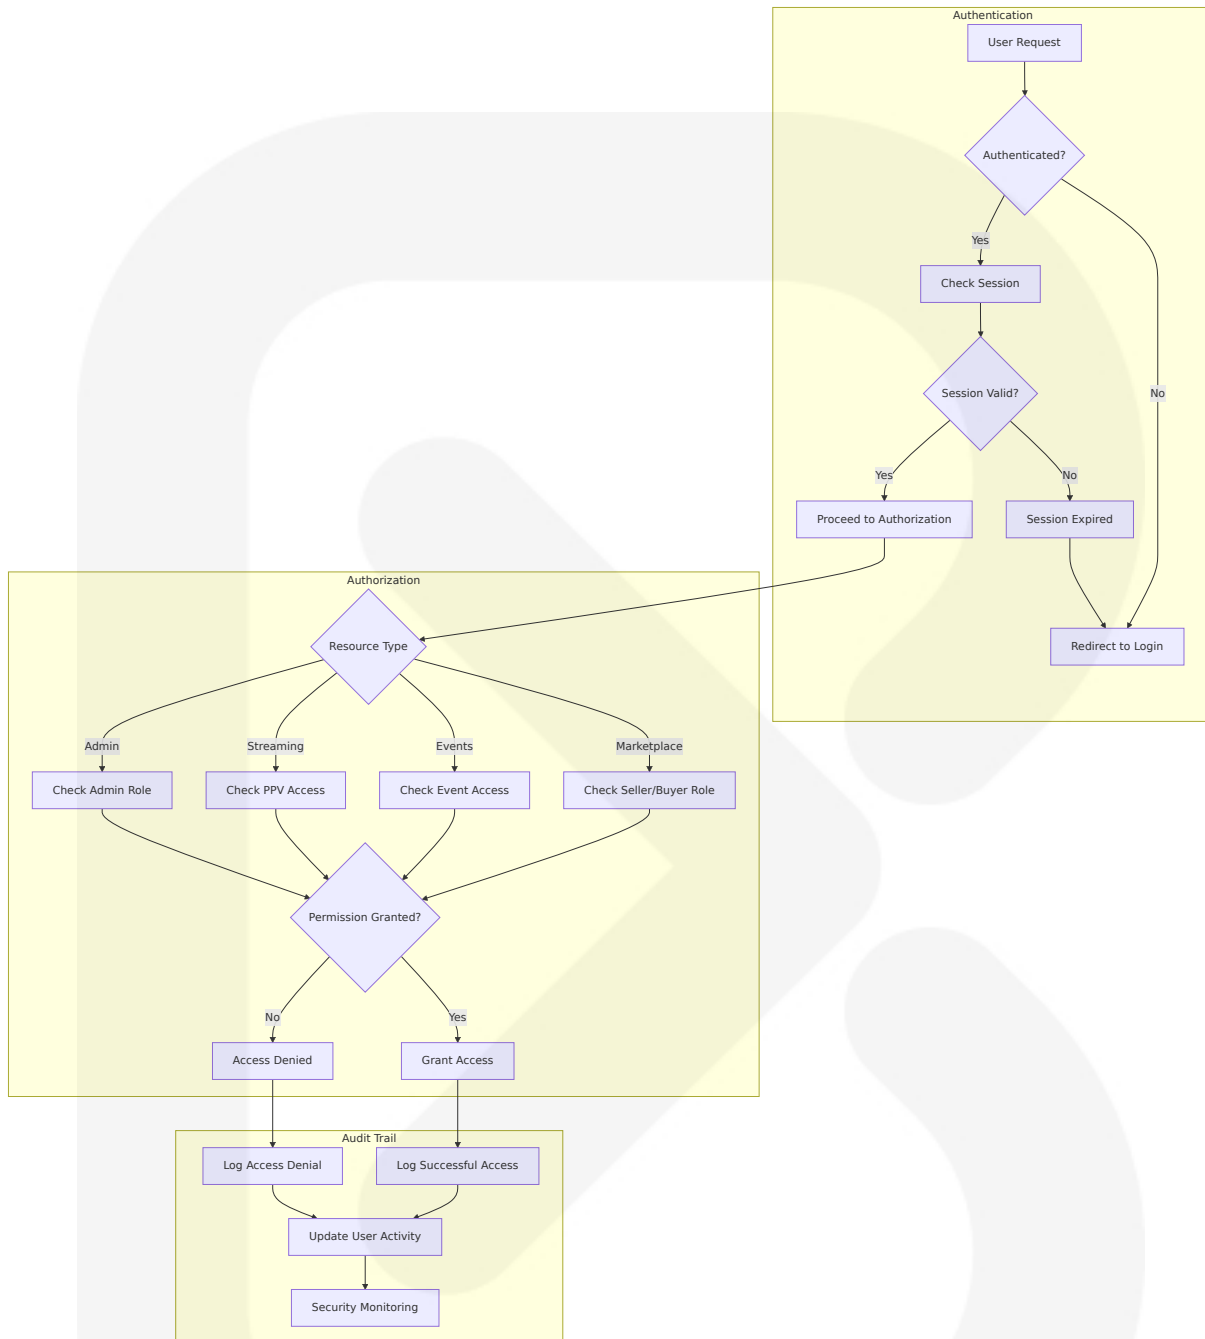 Authentication
User Request
Authenticated?
Yes
Check Session
No
Session Valid?
Yes
No
Proceed to Authorization
Session Expired
Authorization
Resource Type
Redirect to Login
Admin
Streaming
Events
Marketplace
Check Admin Role
Check PPV Access
Check Event Access
Check Seller/Buyer Role
Permission Granted?
No
Yes
Access Denied
Grant Access
Audit Trail
Log Access Denial
Log Successful Access
Update User Activity
Security Monitoring